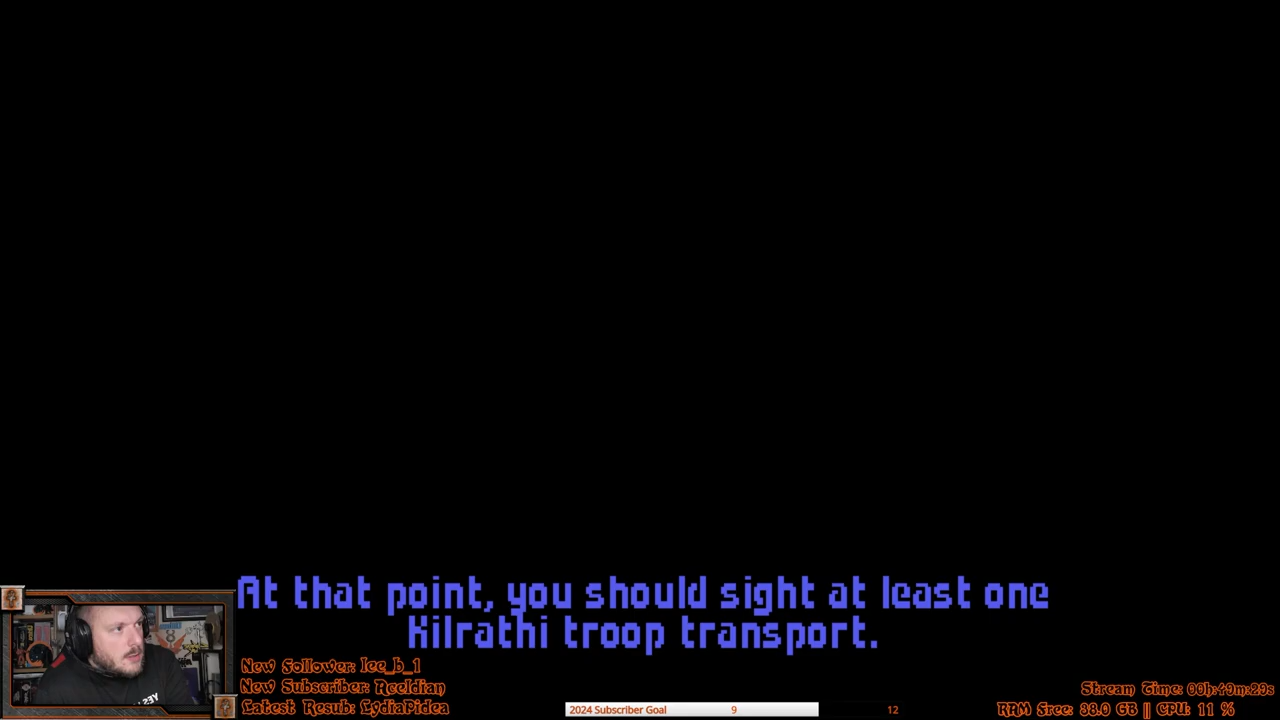 At that point, you should sight at least one
Kilrathi troop transport.
New Follower: lee_b_1
New Subscriber: Aceldian
Latest Resub: LydiaPidea
2024 Subscriber Goal 9 12
Stream Time: 00h:49m:29s
RAM Free: 38.0 GB || CPU: 11 %